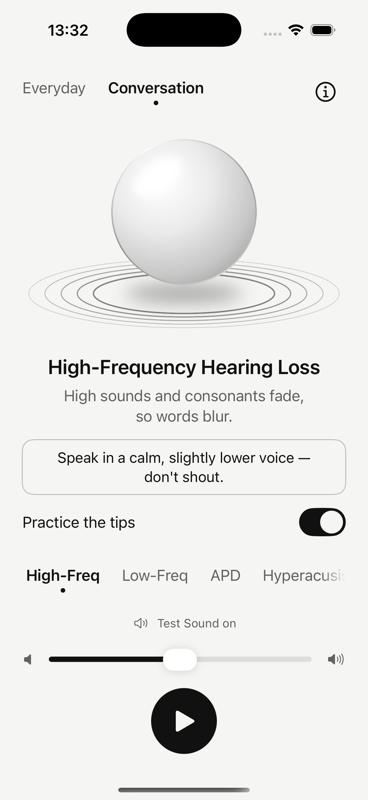 13:32
Everyday
Conversation
High-Frequency Hearing Loss
High sounds and consonants fade,
so words blur.
Speak in a calm, slightly lower voice —
don't shout.
Practice the tips
High-Freq
Low-Freq
APD
Hyperacusis
Test Sound on